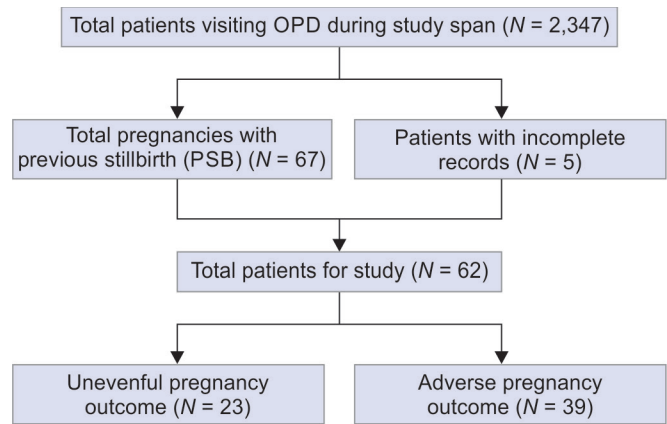 Total patients visiting OPD during study span (N = 2,347)
Total pregnancies with
previous stillbirth (PSB) (N = 67)
Patients with incomplete
records (N = 5)
Total patients for study (N = 62)
Unevenful pregnancy
outcome (N = 23)
Adverse pregnancy
outcome (N = 39)